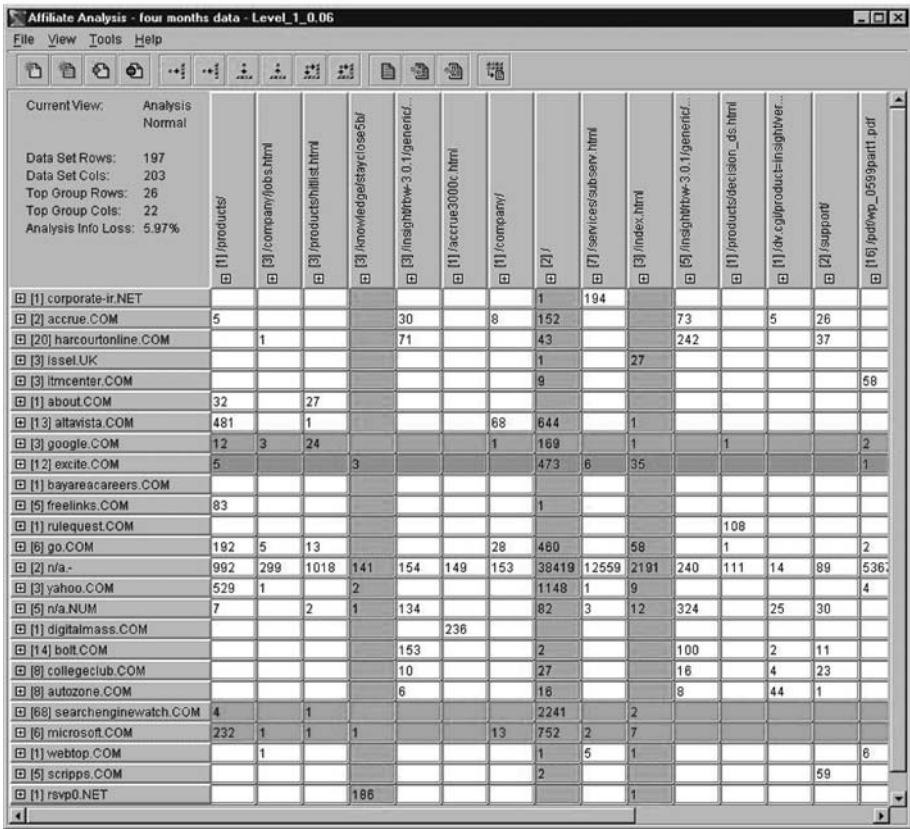 Affiliate Analysis - four months data - Level_1_0.06
File View Tools Help
Current View: Analysis
Normal
Data Set Rows: 197
Data Set Cols: 203
Top Group Rows: 26
Top Group Cols: 22
Analysis Info Loss: 5.97%
[1] /products/
[3] /company/jobs.html
[3] /products/hitlist.html
[3] /knowledge/stayclose5b/
[3] /insight/rbw-3.0.1/generic/...
[1] /accrue3000c.html
[1] /company/
[2] /
[7] /services/subserv.html
[3] /index.html
[5] /insight/rbw-3.0.1/generic/...
[1] /products/decision_ds.html
[1] /dv.cgi/product=insight/ver...
[2] /support/
[16] /pdf/wp_0599part1.pdf
[1] corporate-ir.NET 1 194
[2] accrue.COM 5 30 8 152 73 5 26
[20] harcourtonline.COM 1 71 43 242 37
[3] issel.UK 1 27
[3] itmcenter.COM 9 58
[1] about.COM 32 27
[13] altavista.COM 481 1 68 644 1
[3] google.COM 12 3 24 1 169 1 1 2
[12] excite.COM 5 3 473 6 35 1
[1] bayareacareers.COM
[5] freelinks.COM 83 1
[1] rulequest.COM 108
[6] go.COM 192 5 13 28 460 58 1 2
[2] n/a.- 992 299 1018 141 154 149 153 38419 12559 2191 240 111 14 89 5367
[3] yahoo.COM 529 1 2 1148 1 9 4
[5] n/a.NUM 7 2 1 134 82 3 12 324 25 30
[1] digitalmass.COM 236
[14] bolt.COM 153 2 100 2 11
[8] collegeclub.COM 10 27 16 4 23
[8] autozone.COM 6 16 8 44 1
[68] searchenginewatch.COM 4 1 2241 2
[6] microsoft.COM 232 1 1 1 13 752 2 7
[1] webtop.COM 1 1 5 1 6
[5] scripps.COM 2 59
[1] rsvp0.NET 186 1